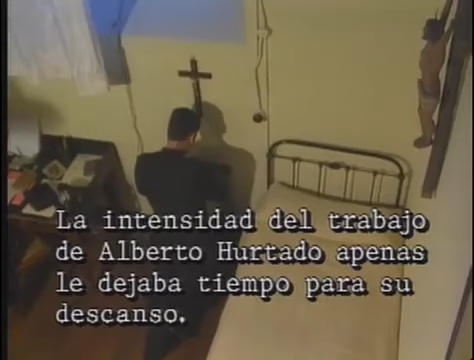 La intensidad del trabajo
de Alberto Hurtado apenas
le dejaba tiempo para su
descanso.